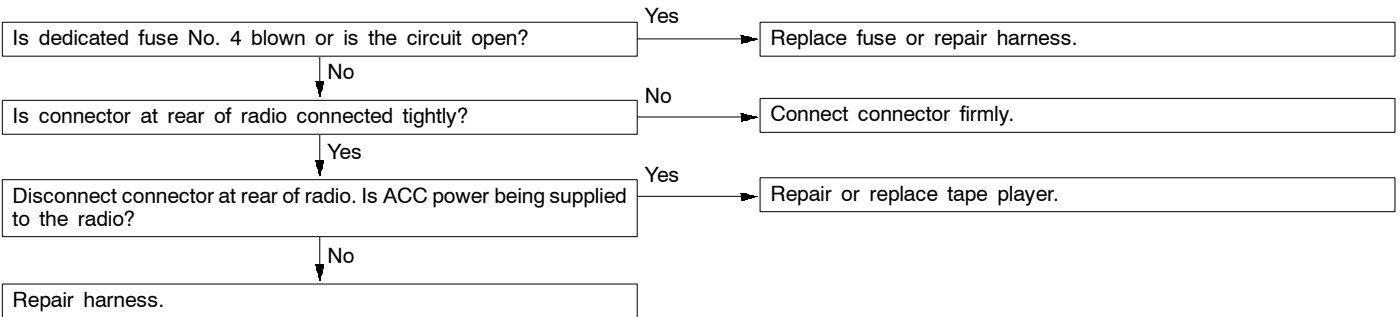 Is dedicated fuse No. 4 blown or is the circuit open?
Yes
Replace fuse or repair harness.
No
Is connector at rear of radio connected tightly?
No
Connect connector firmly.
Yes
Disconnect connector at rear of radio. Is ACC power being supplied
to the radio?
Yes
Repair or replace tape player.
No
Repair harness.